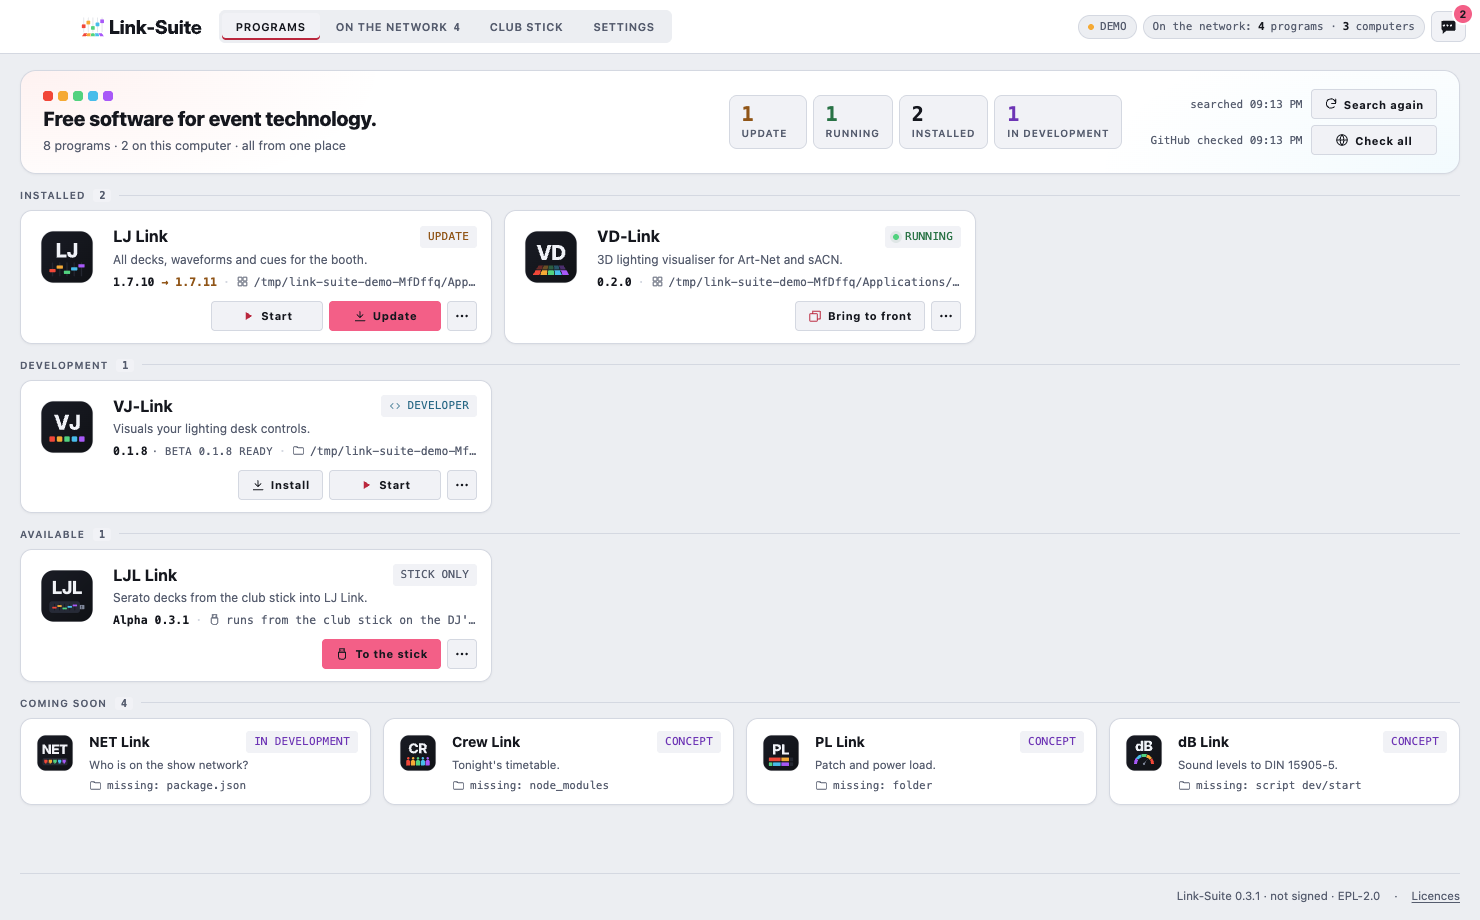 Link-Suite
PROGRAMS
ON THE NETWORK 4
CLUB STICK
SETTINGS
DEMO
On the network: 4 programs · 3 computers
2
Free software for event technology.
8 programs · 2 on this computer · all from one place
1
UPDATE
1
RUNNING
2
INSTALLED
1
IN DEVELOPMENT
searched 09:13 PM
Search again
GitHub checked 09:13 PM
Check all
INSTALLED 2
LJ
LJ Link
UPDATE
All decks, waveforms and cues for the booth.
1.7.10 → 1.7.11 · /tmp/link-suite-demo-MfDffq/App…
Start
Update
VD
VD-Link
RUNNING
3D lighting visualiser for Art-Net and sACN.
0.2.0 · /tmp/link-suite-demo-MfDffq/Applications/…
Bring to front
DEVELOPMENT 1
VJ
VJ-Link
DEVELOPER
Visuals your lighting desk controls.
0.1.8 · BETA 0.1.8 READY · /tmp/link-suite-demo-Mf…
Install
Start
AVAILABLE 1
LJL
LJL Link
STICK ONLY
Serato decks from the club stick into LJ Link.
Alpha 0.3.1 · runs from the club stick on the DJ'…
To the stick
COMING SOON 4
NET
NET Link
IN DEVELOPMENT
Who is on the show network?
missing: package.json
CR
Crew Link
CONCEPT
Tonight's timetable.
missing: node_modules
PL
PL Link
CONCEPT
Patch and power load.
missing: folder
dB
dB Link
CONCEPT
Sound levels to DIN 15905-5.
missing: script dev/start
Link-Suite 0.3.1 · not signed · EPL-2.0 · Licences